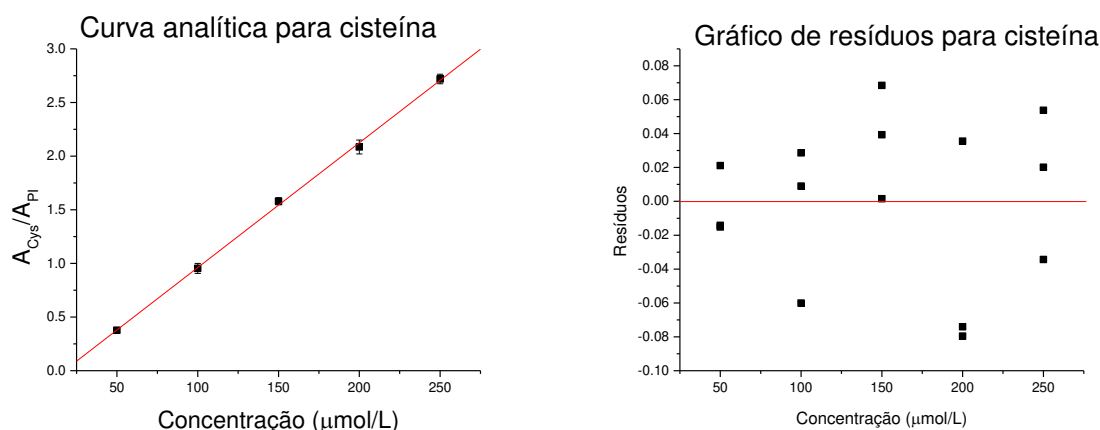 Curva analítica para cisteína
3.0
2.5
2.0
1.5
1.0
0.5
0.0
A_Cys/A_PI
50 100 150 200 250
Concentração (μmol/L)
Gráfico de resíduos para cisteína
0.08
0.06
0.04
0.02
0.00
-0.02
-0.04
-0.06
-0.08
-0.10
Resíduos
50 100 150 200 250
Concentração (μmol/L)